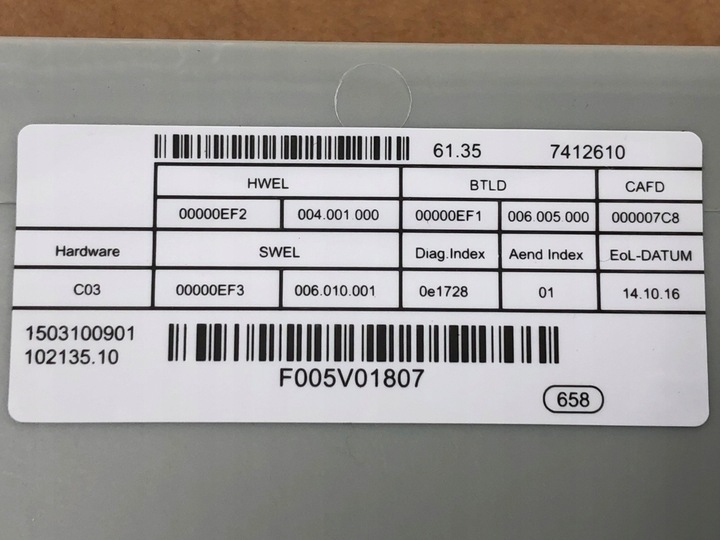 61.35 7412610
HWEL BTLD CAFD
00000EF2 004.001 000 00000EF1 006.005 000 000007C8
Hardware SWEL Diag.Index Aend Index EoL-DATUM
C03 00000EF3 006.010.001 0e1728 01 14.10.16
1503100901
102135.10
F005V01807
658